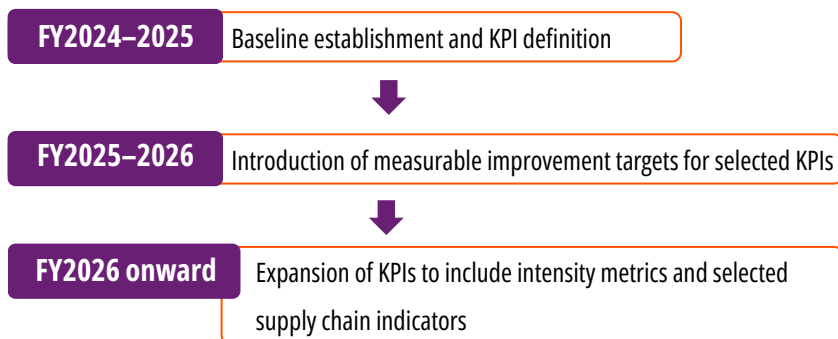 FY2024–2025
Baseline establishment and KPI definition
FY2025–2026
Introduction of measurable improvement targets for selected KPIs
FY2026 onward
Expansion of KPIs to include intensity metrics and selected
supply chain indicators